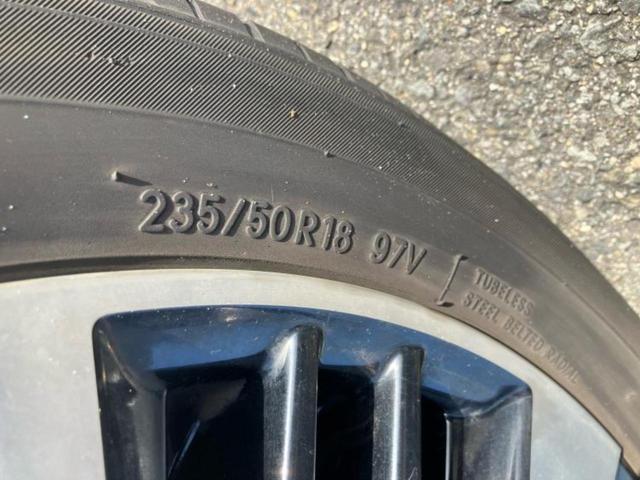 235/50R18 97V
TUBELESS
STEEL BELTED RADIAL